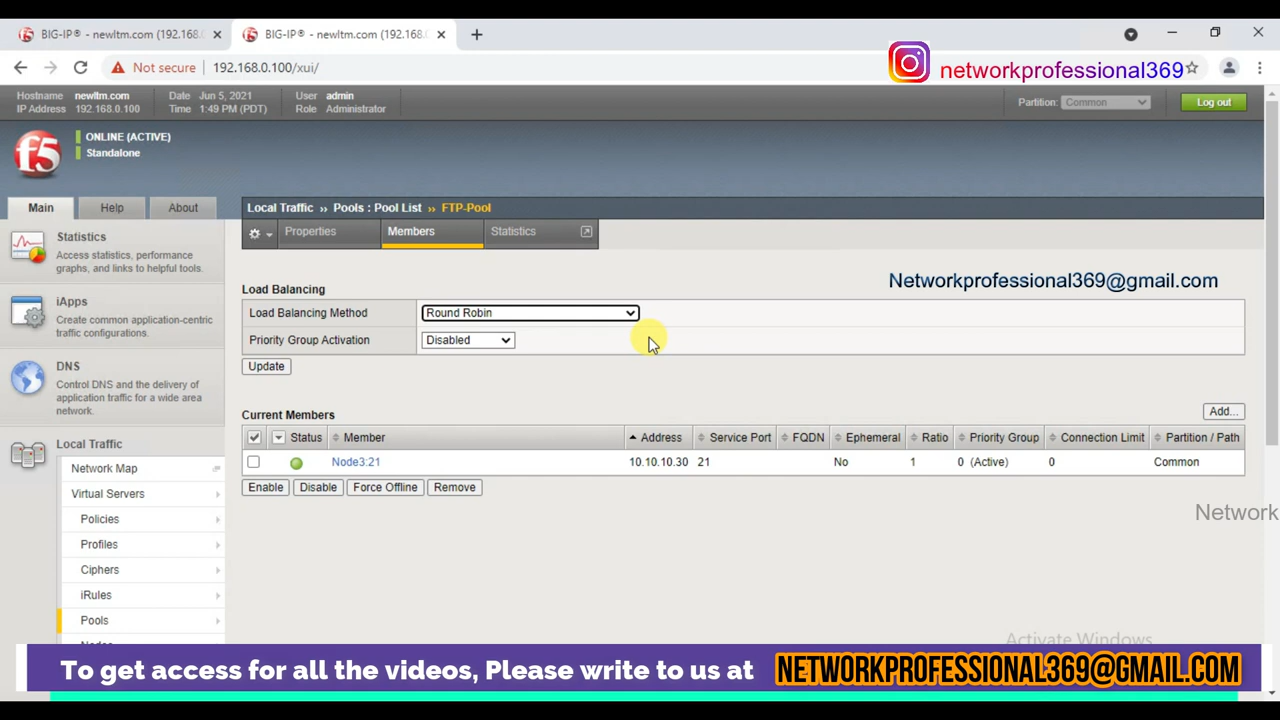 BIG-IP® - newltm.com (192.168.
BIG-IP® - newltm.com (192.168.0
Not secure 192.168.0.100/xui/
networkprofessional369
Hostname newltm.com Date Jun 5, 2021 User admin
IP Address 192.168.0.100 Time 1:49 PM (PDT) Role Administrator
Partition: Common Log out
f5
ONLINE (ACTIVE)
Standalone
Main Help About
Local Traffic ›› Pools : Pool List ›› FTP-Pool
Properties Members Statistics
Statistics
Access statistics, performance
graphs, and links to helpful tools.
iApps
Create common application-centric
traffic configurations.
DNS
Control DNS and the delivery of
application traffic for a wide area
network.
Local Traffic
Network Map
Virtual Servers
Policies
Profiles
Ciphers
iRules
Pools
Networkprofessional369@gmail.com
Load Balancing
Load Balancing Method Round Robin
Priority Group Activation Disabled
Update
Current Members Add...
Status Member Address Service Port FQDN Ephemeral Ratio Priority Group Connection Limit Partition / Path
Node3:21 10.10.10.30 21 No 1 0 (Active) 0 Common
Enable Disable Force Offline Remove
Network
Activate Windows
To get access for all the videos, Please write to us at NETWORKPROFESSIONAL369@GMAIL.COM